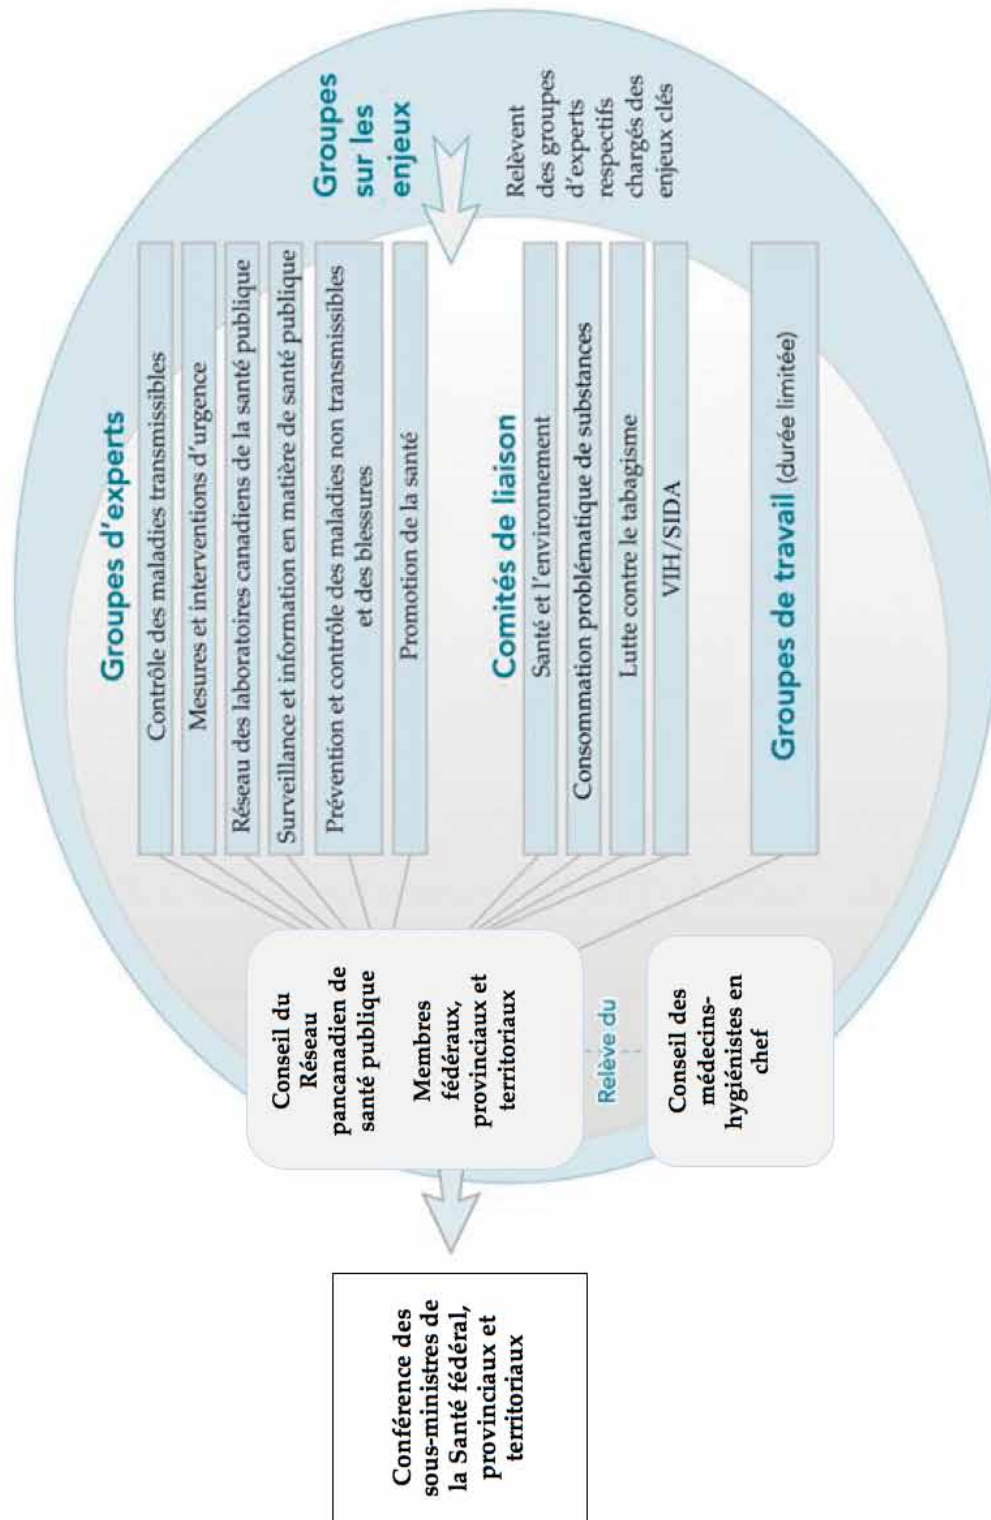 Conférence des
sous-ministres de
la Santé fédéral,
provinciaux et
territoriaux
Conseil du
Réseau
pancanadien de
santé publique
Membres
fédéraux,
provinciaux et
territoriaux
Relève du
Conseil des
médecins-
hygiénistes en
chef
Groupes d'experts
Contrôle des maladies transmissibles
Mesures et interventions d'urgence
Réseau des laboratoires canadiens de la santé publique
Surveillance et information en matière de santé publique
Prévention et contrôle des maladies non transmissibles
et des blessures
Promotion de la santé
Comités de liaison
Santé et l'environnement
Consommation problématique de substances
Lutte contre le tabagisme
VIH/SIDA
Groupes de travail (durée limitée)
Groupes
sur les
enjeux
Relèvent
des groupes
d'experts
respectifs
chargés des
enjeux clés